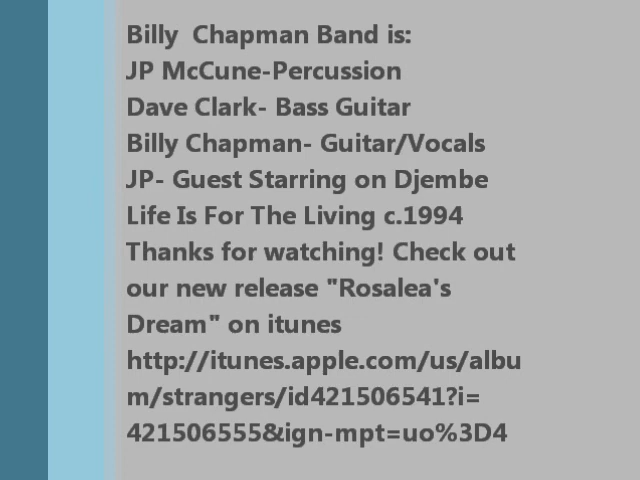 Billy  Chapman Band is:
JP McCune-Percussion
Dave Clark- Bass Guitar
Billy Chapman- Guitar/Vocals
JP- Guest Starring on Djembe
Life Is For The Living c.1994
Thanks for watching! Check out
our new release "Rosalea's
Dream" on itunes
http://itunes.apple.com/us/albu
m/strangers/id421506541?i=
421506555&ign-mpt=uo%3D4